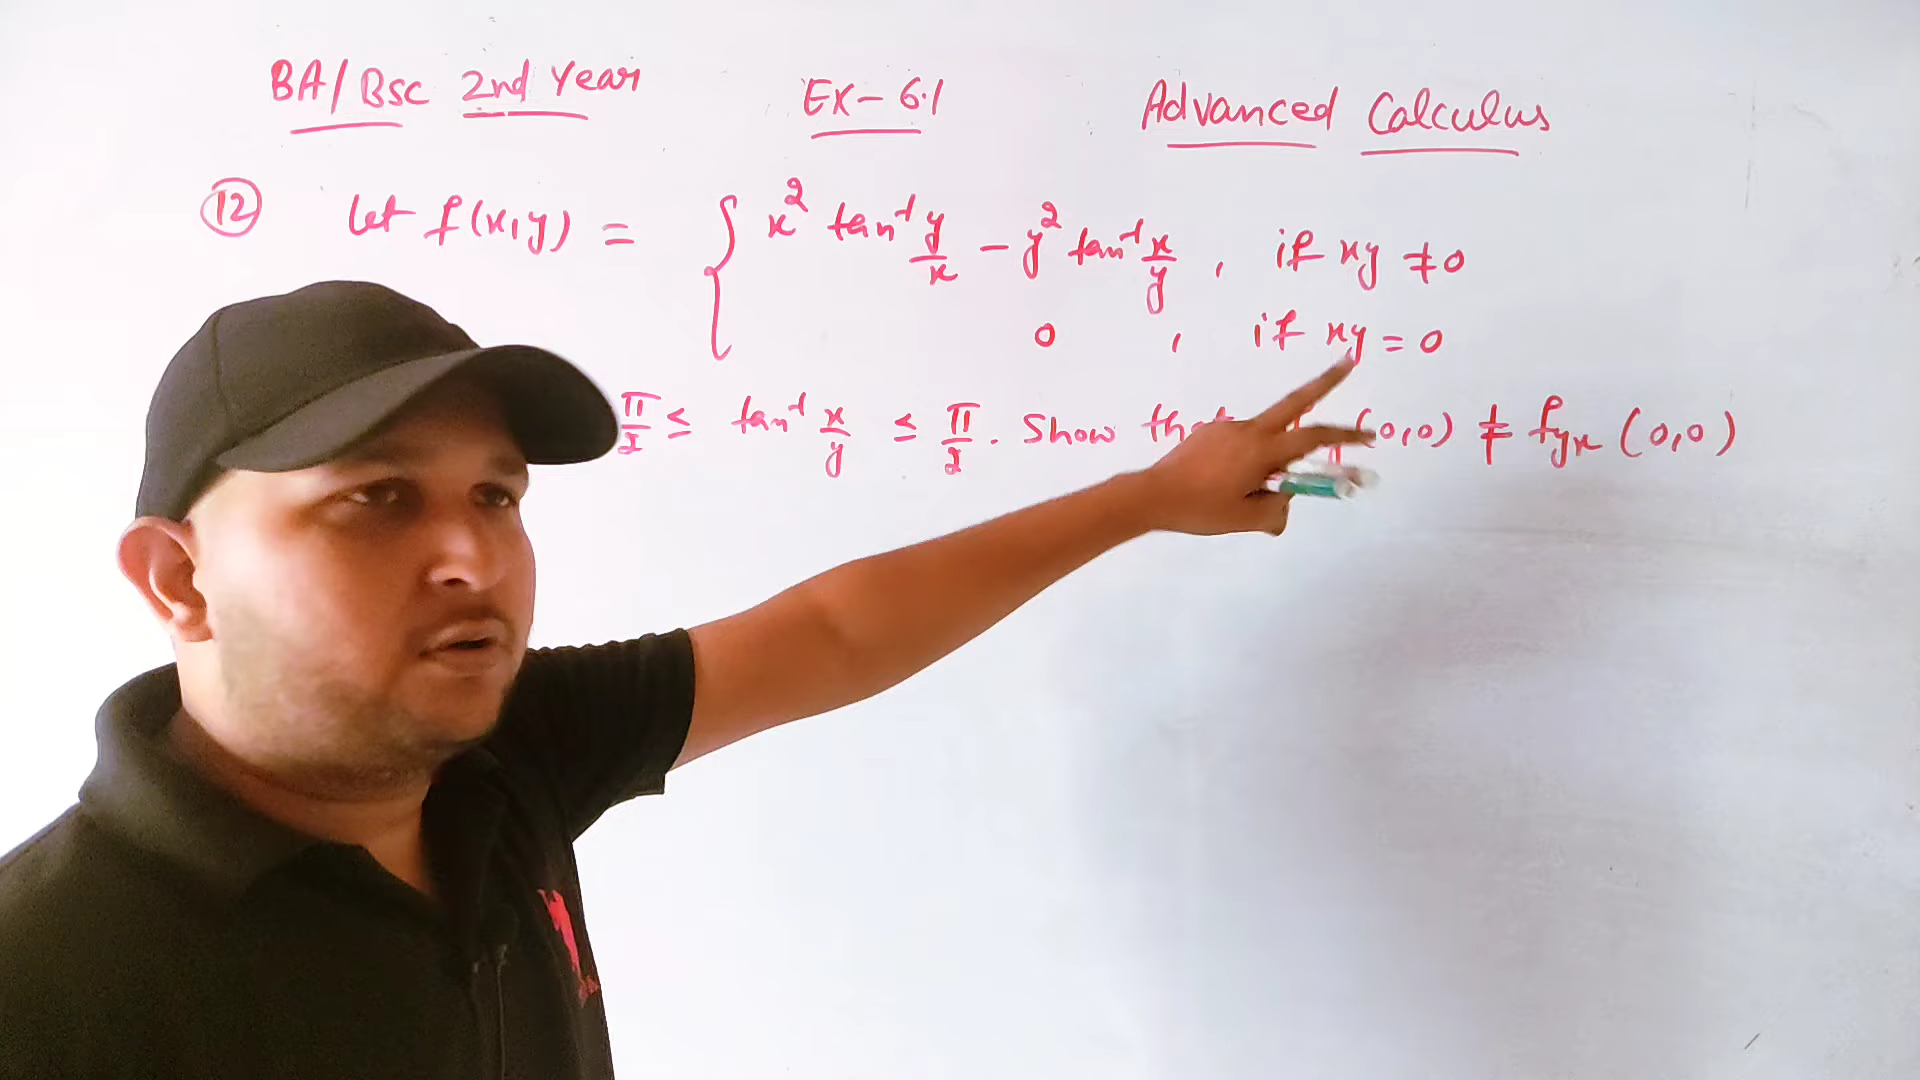 BA/Bsc 2nd Year EX-6.1 Advanced Calculus
(12) Let f(x,y) = { x² tan⁻¹ y/x - y² tan⁻¹ x/y , if xy ≠ 0
0 , if xy = 0
π/2 ≤ tan⁻¹ x/y ≤ π/2 . Show that (0,0) ≠ fyx (0,0)